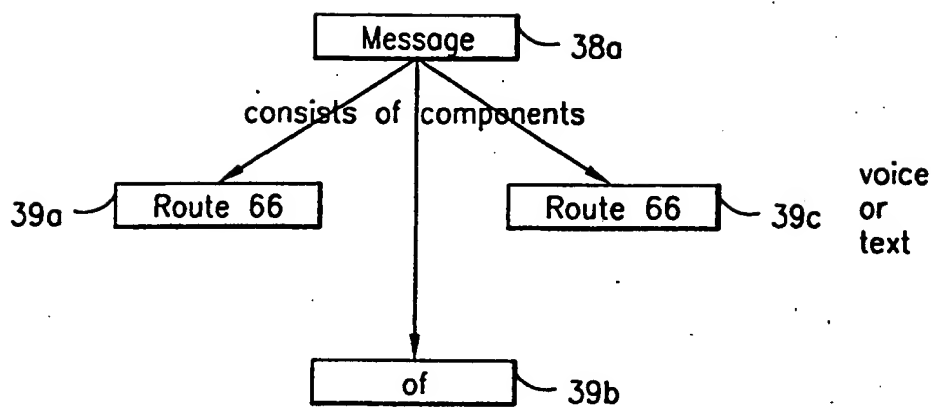 Message
38a
consists of components
39a
Route 66
Route 66
39c
voice
or
text
of
39b